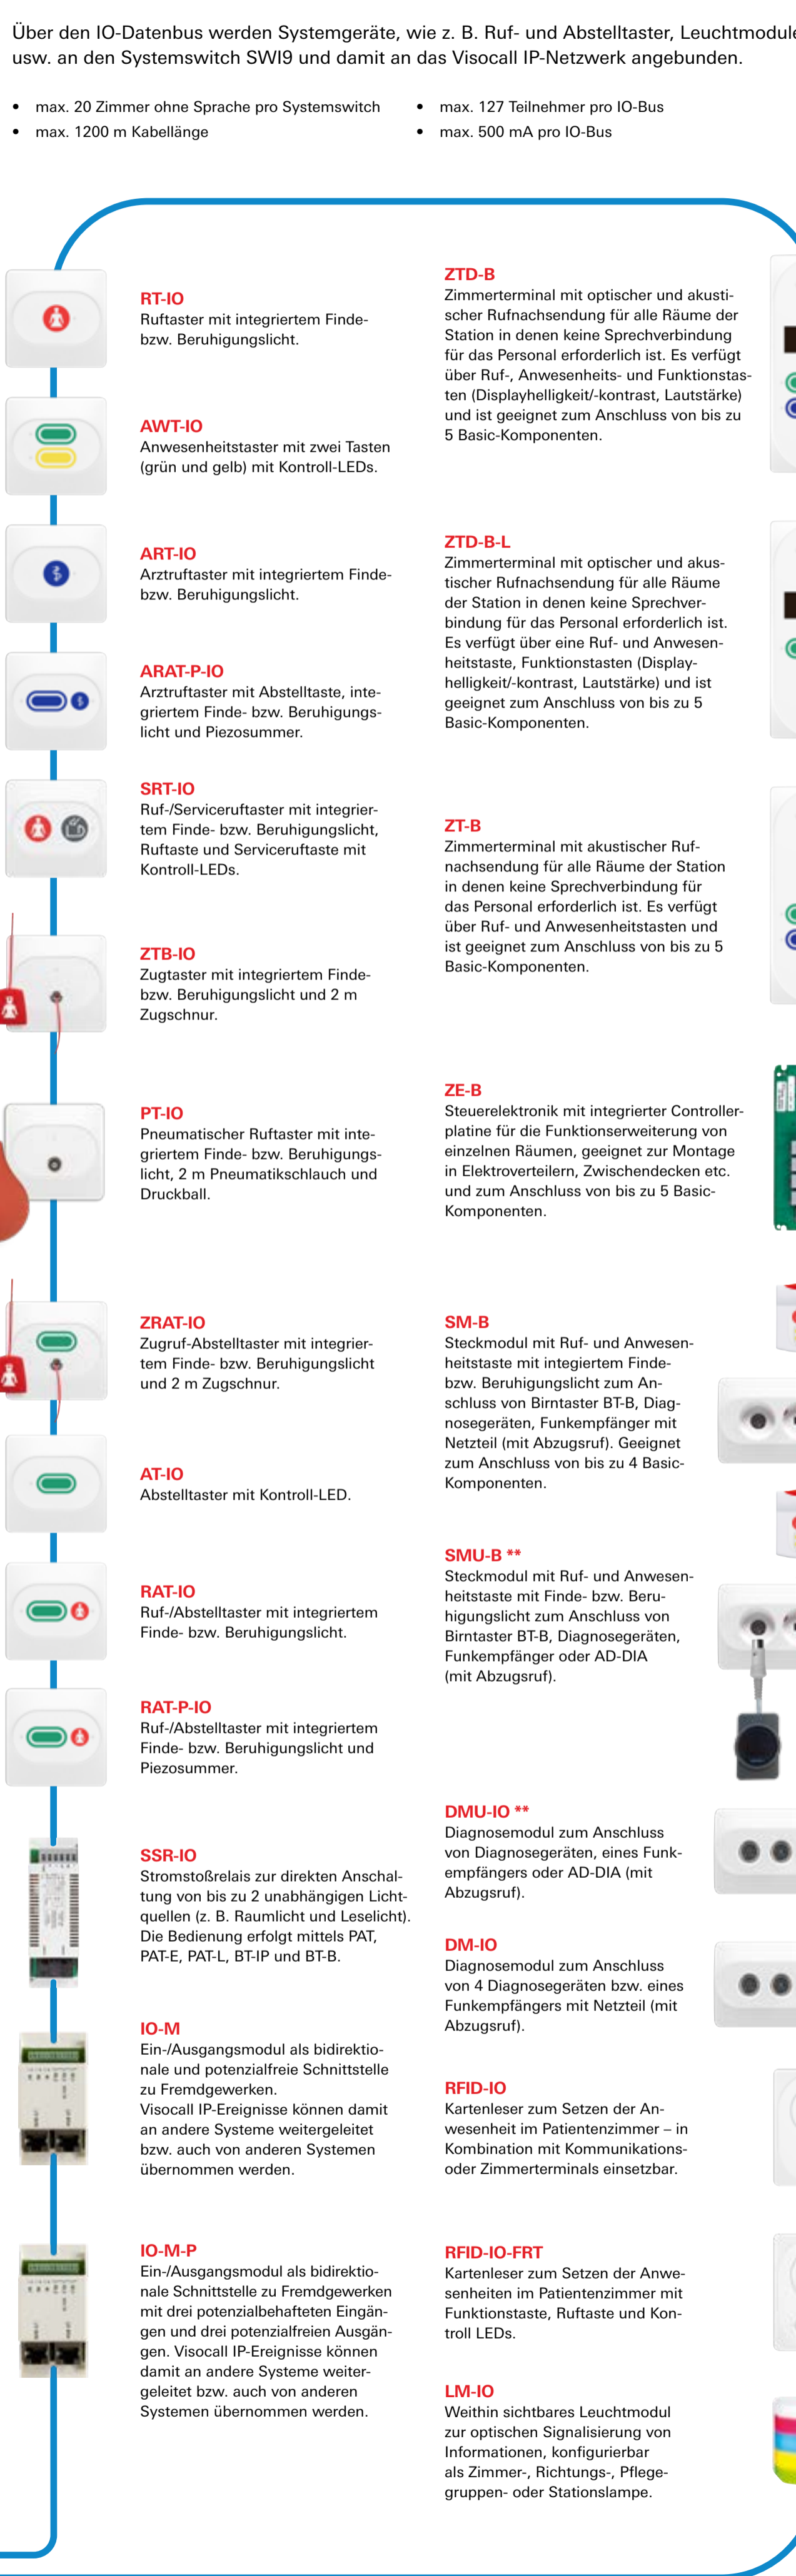 Über den IO-Datenbus werden Systemgeräte, wie z. B. Ruf- und Abstelltaster, Leuchtmodule
usw. an den Systemswitch SWI9 und damit an das Visocall IP-Netzwerk angebunden.
• max. 20 Zimmer ohne Sprache pro Systemswitch
• max. 1200 m Kabellänge
• max. 127 Teilnehmer pro IO-Bus
• max. 500 mA pro IO-Bus
RT-IO
Ruftaster mit integriertem Finde-
bzw. Beruhigungslicht.
AWT-IO
Anwesenheitstaster mit zwei Tasten
(grün und gelb) mit Kontroll-LEDs.
ART-IO
Arztruftaster mit integriertem Finde-
bzw. Beruhigungslicht.
ARAT-P-IO
Arztruftaster mit Abstelltaste, inte-
griertem Finde- bzw. Beruhigungs-
licht und Piezosummer.
SRT-IO
Ruf-/Serviceruftaster mit integrier-
tem Finde- bzw. Beruhigungslicht,
Ruftaste und Serviceruftaste mit
Kontroll-LEDs.
ZTB-IO
Zugtaster mit integriertem Finde-
bzw. Beruhigungslicht und 2 m
Zugschnur.
PT-IO
Pneumatischer Ruftaster mit inte-
griertem Finde- bzw. Beruhigungs-
licht, 2 m Pneumatikschlauch und
Druckball.
ZRAT-IO
Zugruf-Abstelltaster mit integrier-
tem Finde- bzw. Beruhigungslicht
und 2 m Zugschnur.
AT-IO
Abstelltaster mit Kontroll-LED.
RAT-IO
Ruf-/Abstelltaster mit integriertem
Finde- bzw. Beruhigungslicht.
RAT-P-IO
Ruf-/Abstelltaster mit integriertem
Finde- bzw. Beruhigungslicht und
Piezosummer.
SSR-IO
Stromstoßrelais zur direkten Anschal-
tung von bis zu 2 unabhängigen Licht-
quellen (z. B. Raumlicht und Leselicht).
Die Bedienung erfolgt mittels PAT,
PAT-E, PAT-L, BT-IP und BT-B.
IO-M
Ein-/Ausgangsmodul als bidirektio-
nale und potenzialfreie Schnittstelle
zu Fremdgewerken.
Visocall IP-Ereignisse können damit
an andere Systeme weitergeleitet
bzw. auch von anderen Systemen
übernommen werden.
IO-M-P
Ein-/Ausgangsmodul als bidirektio-
nale Schnittstelle zu Fremdgewerken
mit drei potenzialbehafteten Eingän-
gen und drei potenzialfreien Ausgän-
gen. Visocall IP-Ereignisse können
damit an andere Systeme weiter-
geleitet bzw. auch von anderen
Systemen übernommen werden.
ZTD-B
Zimmerterminal mit optischer und akusti-
scher Rufnachsendung für alle Räume der
Station in denen keine Sprechverbindung
für das Personal erforderlich ist. Es verfügt
über Ruf-, Anwesenheits- und Funktionstas-
ten (Displayhelligkeit/-kontrast, Lautstärke)
und ist geeignet zum Anschluss von bis zu
5 Basic-Komponenten.
ZTD-B-L
Zimmerterminal mit optischer und akus-
tischer Rufnachsendung für alle Räume
der Station in denen keine Sprechver-
bindung für das Personal erforderlich ist.
Es verfügt über eine Ruf- und Anwesen-
heitstaste, Funktionstasten (Display-
helligkeit/-kontrast, Lautstärke) und ist
geeignet zum Anschluss von bis zu 5
Basic-Komponenten.
ZT-B
Zimmerterminal mit akustischer Ruf-
nachsendung für alle Räume der Station
in denen keine Sprechverbindung für
das Personal erforderlich ist. Es verfügt
über Ruf- und Anwesenheitstasten und
ist geeignet zum Anschluss von bis zu 5
Basic-Komponenten.
ZE-B
Steuerelektronik mit integrierter Controller-
platine für die Funktionserweiterung von
einzelnen Räumen, geeignet zur Montage
in Elektroverteilern, Zwischendecken etc.
und zum Anschluss von bis zu 5 Basic-
Komponenten.
SM-B
Steckmodul mit Ruf- und Anwesen-
heitstaste mit integiertem Finde-
bzw. Beruhigungslicht zum An-
schluss von Birntaster BT-B, Diag-
nosegeräten, Funkempfänger mit
Netzteil (mit Abzugsruf). Geeignet
zum Anschluss von bis zu 4 Basic-
Komponenten.
SMU-B **
Steckmodul mit Ruf- und Anwesen-
heitstaste mit Finde- bzw. Beru-
higungslicht zum Anschluss von
Birntaster BT-B, Diagnosegeräten,
Funkempfänger oder AD-DIA
(mit Abzugsruf).
DMU-IO **
Diagnosemodul zum Anschluss
von Diagnosegeräten, eines Funk-
empfängers oder AD-DIA (mit
Abzugsruf).
DM-IO
Diagnosemodul zum Anschluss
von 4 Diagnosegeräten bzw. eines
Funkempfängers mit Netzteil (mit
Abzugsruf).
RFID-IO
Kartenleser zum Setzen der An-
wesenheit im Patientenzimmer – in
Kombination mit Kommunikations-
oder Zimmerterminals einsetzbar.
RFID-IO-FRT
Kartenleser zum Setzen der Anwe-
senheiten im Patientenzimmer mit
Funktionstaste, Ruftaste und Kon-
troll LEDs.
LM-IO
Weithin sichtbares Leuchtmodul
zur optischen Signalisierung von
Informationen, konfigurierbar
als Zimmer-, Richtungs-, Pflege-
gruppen- oder Stationslampe.